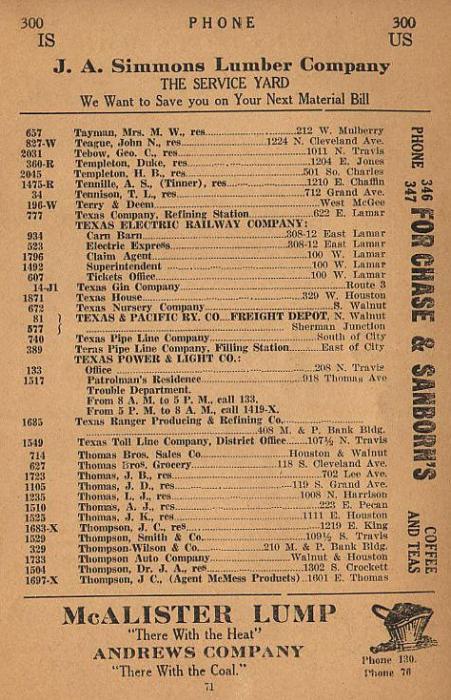 300 PHONE 300
IS US
J. A. Simmons Lumber Company
THE SERVICE YARD
We Want to Save you on Your Next Material Bill
657 Tayman, Mrs. M. W., res. 212 W. Mulberry
827-W Teague, John N., res. 1224 N. Cleveland Ave.
2031 Tebow, Geo. C., res. 1011 N. Travis
360-R Templeton, Duke, res. 1204 E. Jones
2045 Templeton, H. B., res. 501 So. Charles
1475-R Tennille, A. S., (Tinner), res. 1210 E. Chaffin
34 Tennison, T. L., res. 712 Grand Ave.
196-W Terry & Deem West McGee
777 Texas Company, Refining Station 622 E. Lamar
TEXAS ELECTRIC RAILWAY COMPANY:
934 Carn Barn 308-12 East Lamar
523 Electric Express 308-12 East Lamar
1796 Claim Agent 100 W. Lamar
1492 Superintendent 100 W. Lamar
607 Tickets Office 100 W. Lamar
14-J1 Texas Gin Company Route 3
1871 Texas House 329 W. Houston
672 Texas Nursery Company S. Walnut
81 } TEXAS & PACIFIC RY. CO. FREIGHT DEPOT, N. Walnut
577 } Sherman Junction
740 Texas Pipe Line Company South of City
389 Teras Pipe Line Company, Filling Station East of City
TEXAS POWER & LIGHT CO.:
133 Office 208 N. Travis
1517 Patrolman's Residence 918 Thomas Ave
Trouble Department.
From 8 A. M. to 5 P. M., call 133.
From 5 P. M. to 8 A. M., call 1419-X.
1685 Texas Ranger Producing & Refining Co.
408 M. & P. Bank Bldg.
1549 Texas Toll Line Company, District Office 107½ N. Travis
714 Thomas Bros. Sales Co. Houston & Walnut
627 Thomas Bros. Grocery 118 S. Cleveland Ave.
1723 Thomas, J. B., res. 702 Lee Ave.
1105 Thomas, J. D., res. 119 S. Grand Ave.
1235 Thomas, L. J., res. 1008 N. Harrison
1510 Thomas, A. J., res. 223 E. Pecan
1525 Thomas, J. K., res. 1111 E. Houston
1683-X Thompson, J. C., res. 1219 E. King
1529 Thompson, Smith & Co. 109½ S. Travis
329 Thompson-Wilson & Co. 210 M. & P. Bank Bldg.
1733 Thompson Auto Company Walnut & Houston
1504 Thompson, Dr. J. A., res. 1302 S. Crockett
1697-X Thompson, J C., (Agent McMess Products) 1601 E. Thomas
PHONE 346
347
FOR CHASE & SANBORN'S
COFFEE
AND TEAS
McALISTER LUMP
"There With the Heat"
ANDREWS COMPANY
"There With the Coal."
Phone 130.
Phone 76
71